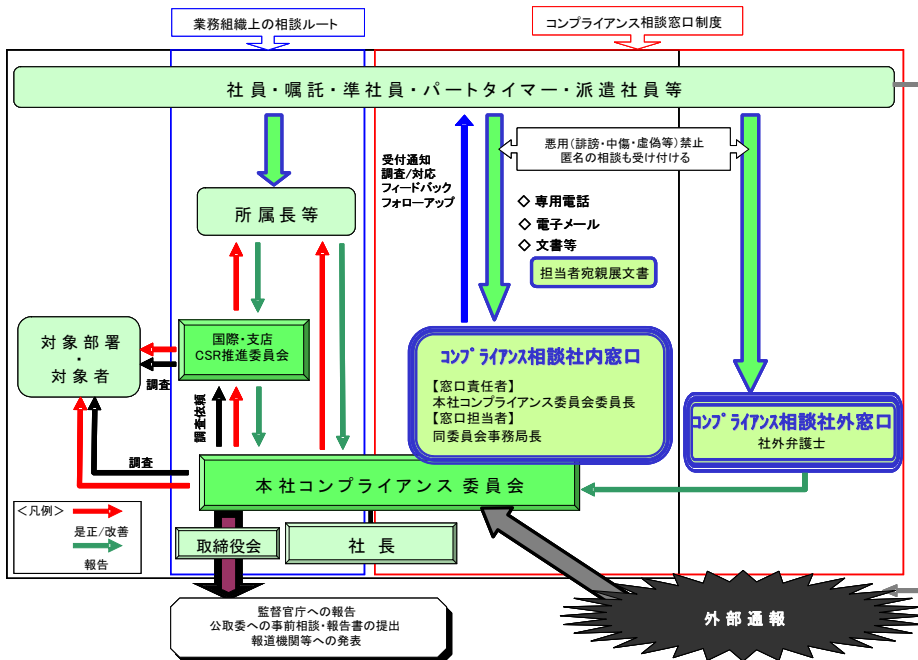 業務組織上の相談ルート
コンプライアンス相談窓口制度
社員・嘱託・準社員・パートタイマー・派遣社員等
悪用(誹謗・中傷・虚偽等)禁止
匿名の相談も受け付ける
受付通知
調査/対応
フィードバック
フォローアップ
◇ 専用電話
◇ 電子メール
◇ 文書等
担当者宛親展文書
所属長等
国際・支店
CSR推進委員会
対象部署
・
対象者
調査
調査依頼
調査
コンプライアンス相談社内窓口
【窓口責任者】
本社コンプライアンス委員会委員長
【窓口担当者】
同委員会事務局長
コンプライアンス相談社外窓口
社外弁護士
本社コンプライアンス委員会
<凡例>
是正/改善
報告
取締役会
社長
監督官庁への報告
公取委への事前相談・報告書の提出
報道機関等への発表
外部通報